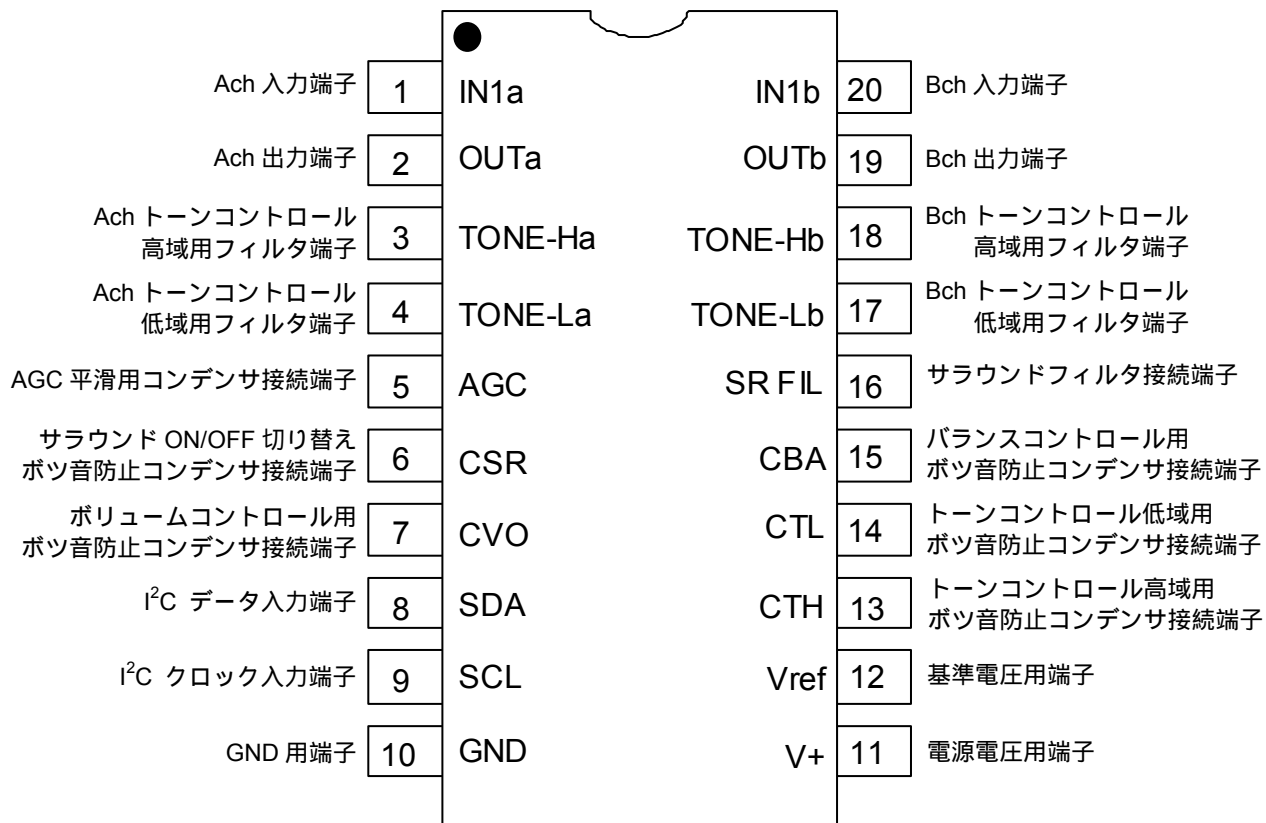 Ach 入力端子 1 IN1a IN1b 20 Bch 入力端子
Ach 出力端子 2 OUTa OUTb 19 Bch 出力端子
Ach トーンコントロール
高域用フィルタ端子
3 TONE-Ha TONE-Hb 18
Bch トーンコントロール
高域用フィルタ端子
Ach トーンコントロール
低域用フィルタ端子
4 TONE-La TONE-Lb 17
Bch トーンコントロール
低域用フィルタ端子
AGC 平滑用コンデンサ接続端子 5 AGC SR FIL 16 サラウンドフィルタ接続端子
サラウンド ON/OFF 切り替え
ボツ音防止コンデンサ接続端子
6 CSR CBA 15
バランスコントロール用
ボツ音防止コンデンサ接続端子
ボリュームコントロール用
ボツ音防止コンデンサ接続端子
7 CVO CTL 14
トーンコントロール低域用
ボツ音防止コンデンサ接続端子
I²C データ入力端子 8 SDA CTH 13
トーンコントロール高域用
ボツ音防止コンデンサ接続端子
I²C クロック入力端子 9 SCL Vref 12 基準電圧用端子
GND 用端子 10 GND V+ 11 電源電圧用端子